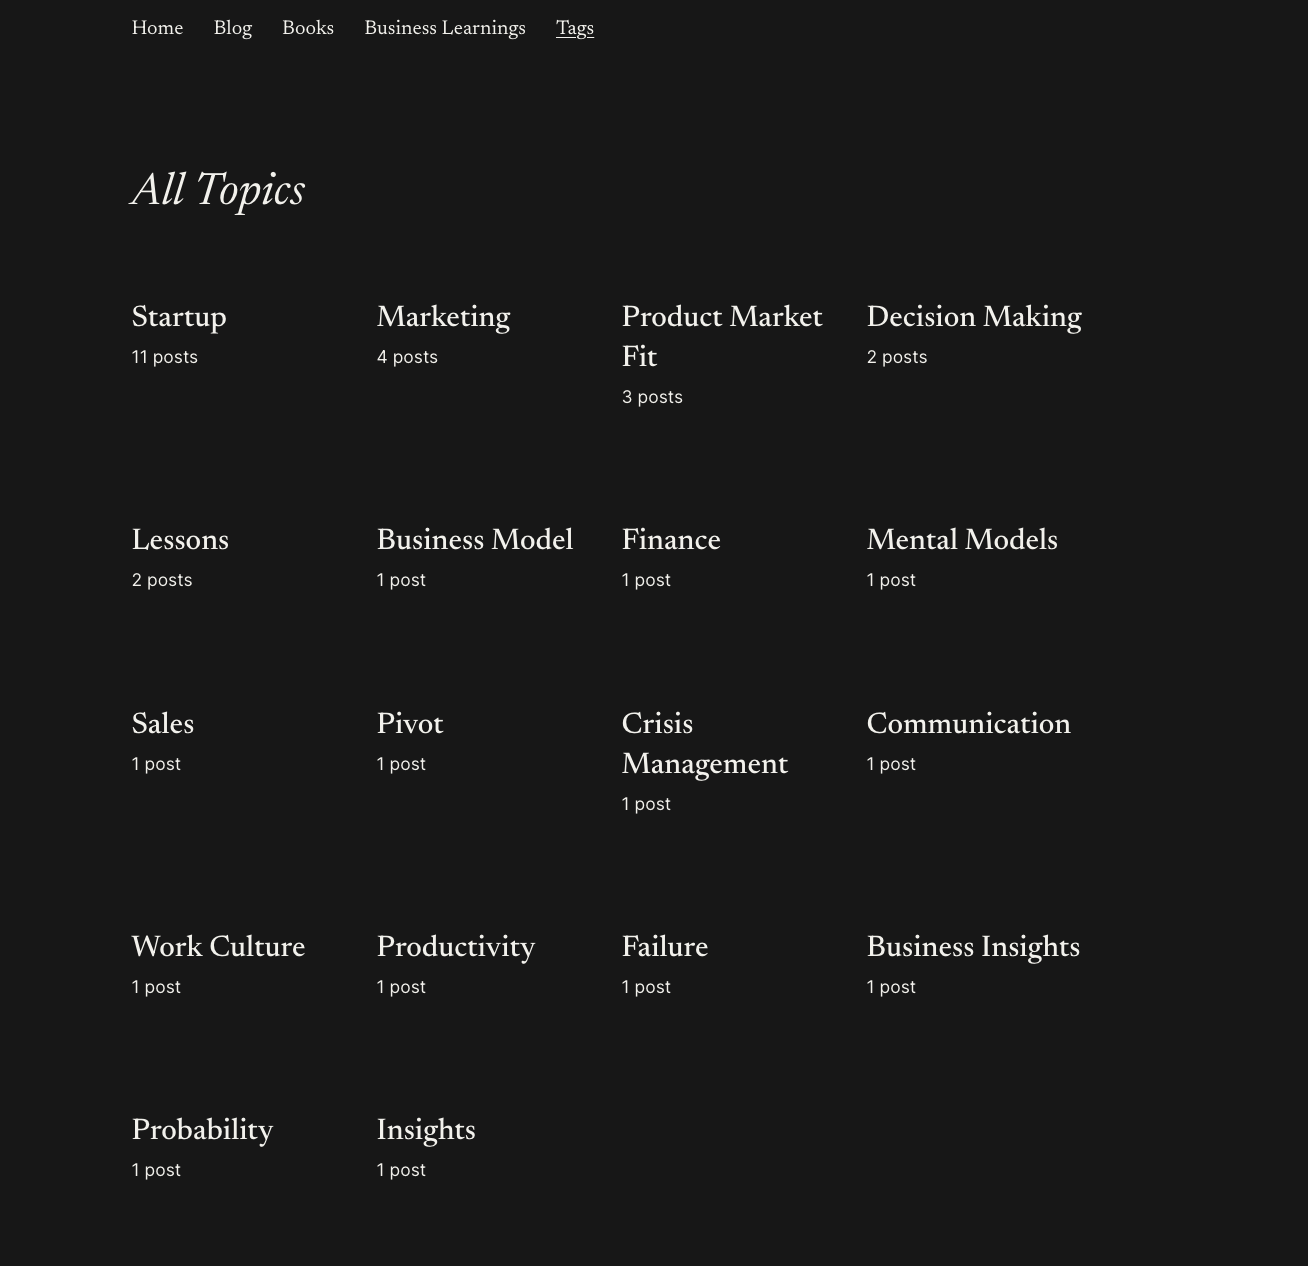 Home Blog Books Business Learnings Tags
All Topics
Startup
11 posts
Marketing
4 posts
Product Market
Fit
3 posts
Decision Making
2 posts
Lessons
2 posts
Business Model
1 post
Finance
1 post
Mental Models
1 post
Sales
1 post
Pivot
1 post
Crisis
Management
1 post
Communication
1 post
Work Culture
1 post
Productivity
1 post
Failure
1 post
Business Insights
1 post
Probability
1 post
Insights
1 post